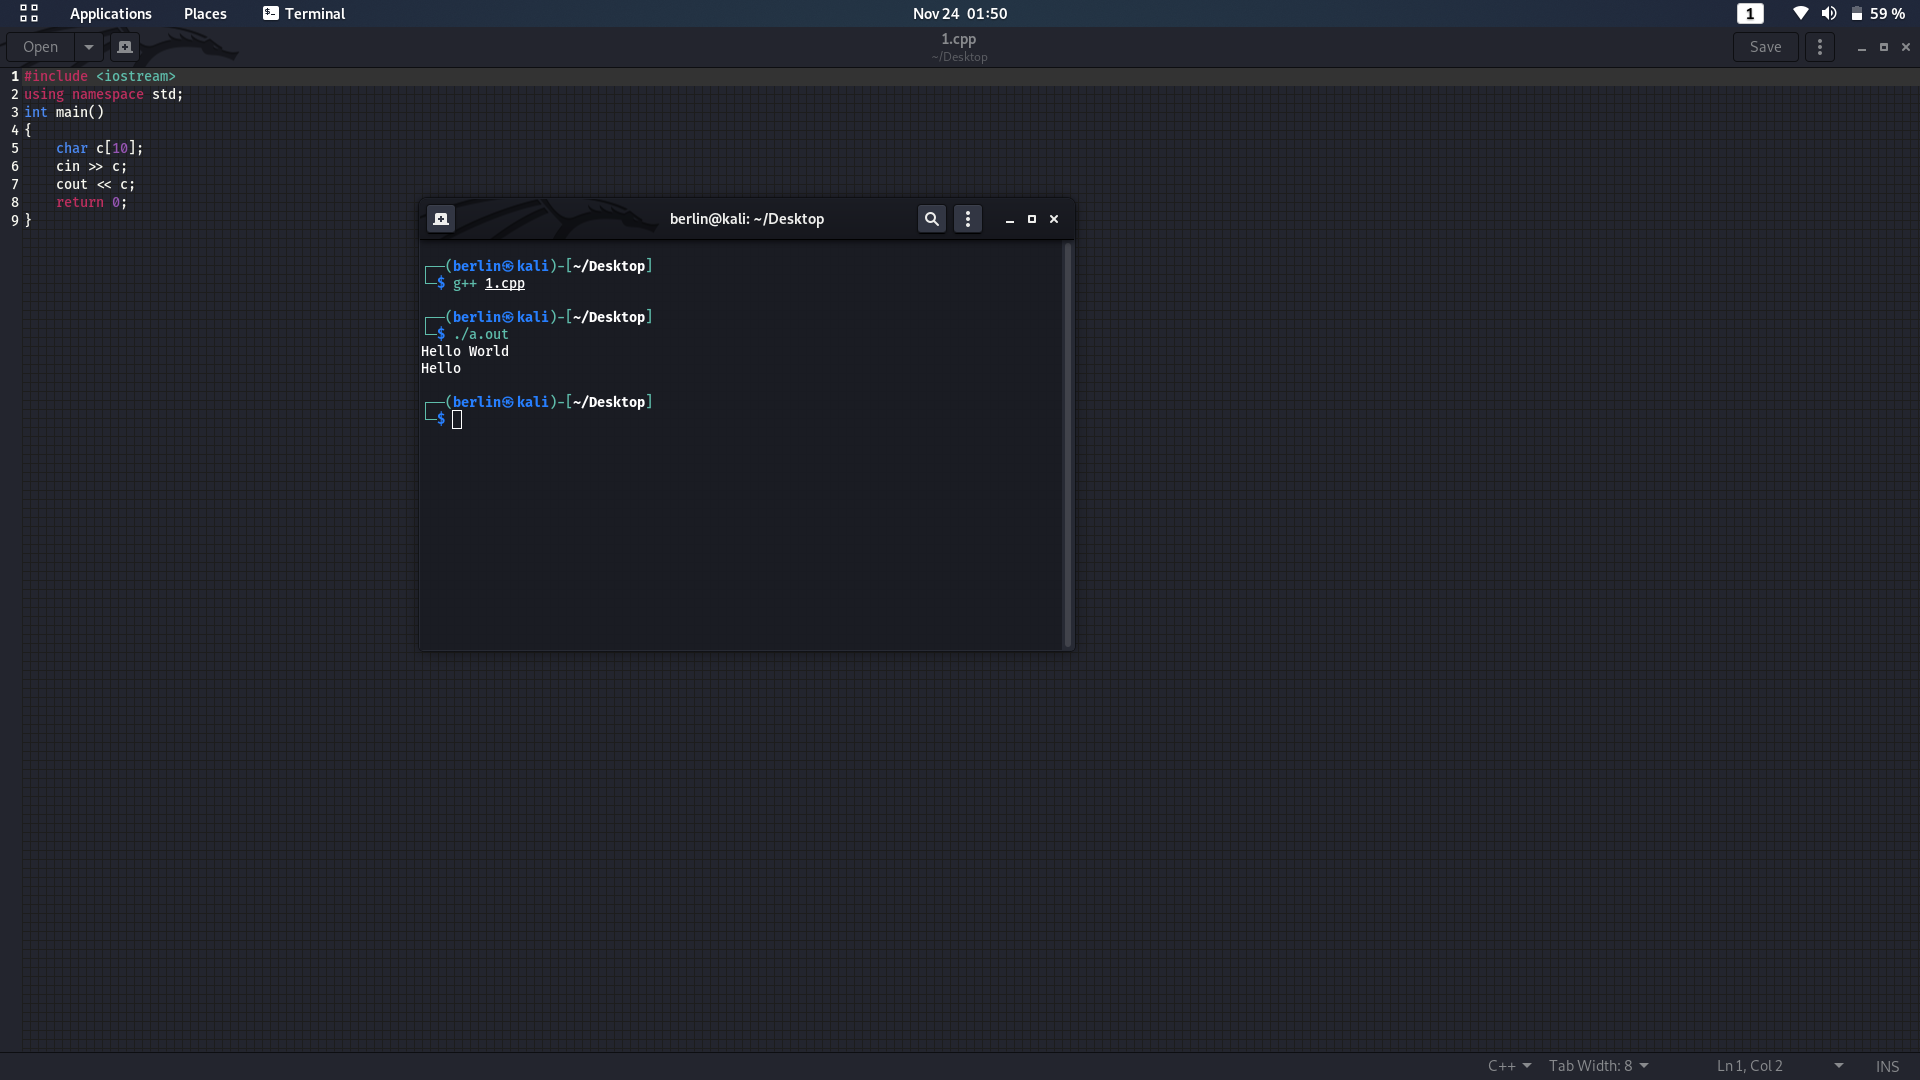 Applications Places Terminal Nov 24 01:50 1 59 %
Open 1.cpp Save
~/Desktop
1 #include <iostream>
2 using namespace std;
3 int main()
4 {
5     char c[10];
6     cin >> c;
7     cout << c;
8     return 0;
9 }
berlin@kali: ~/Desktop
┌──(berlin㉿kali)-[~/Desktop]
└─$ g++ 1.cpp
┌──(berlin㉿kali)-[~/Desktop]
└─$ ./a.out
Hello World
Hello
┌──(berlin㉿kali)-[~/Desktop]
└─$
C++ Tab Width: 8 Ln 1, Col 2 INS